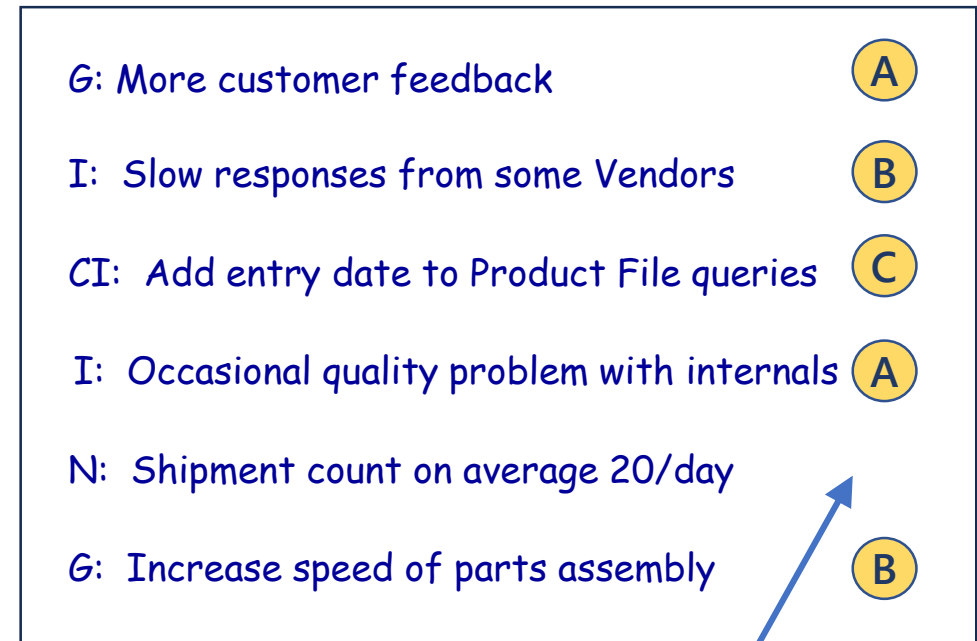 G: More customer feedback A
I: Slow responses from some Vendors B
CI: Add entry date to Product File queries C
I: Occasional quality problem with internals A
N: Shipment count on average 20/day
G: Increase speed of parts assembly B